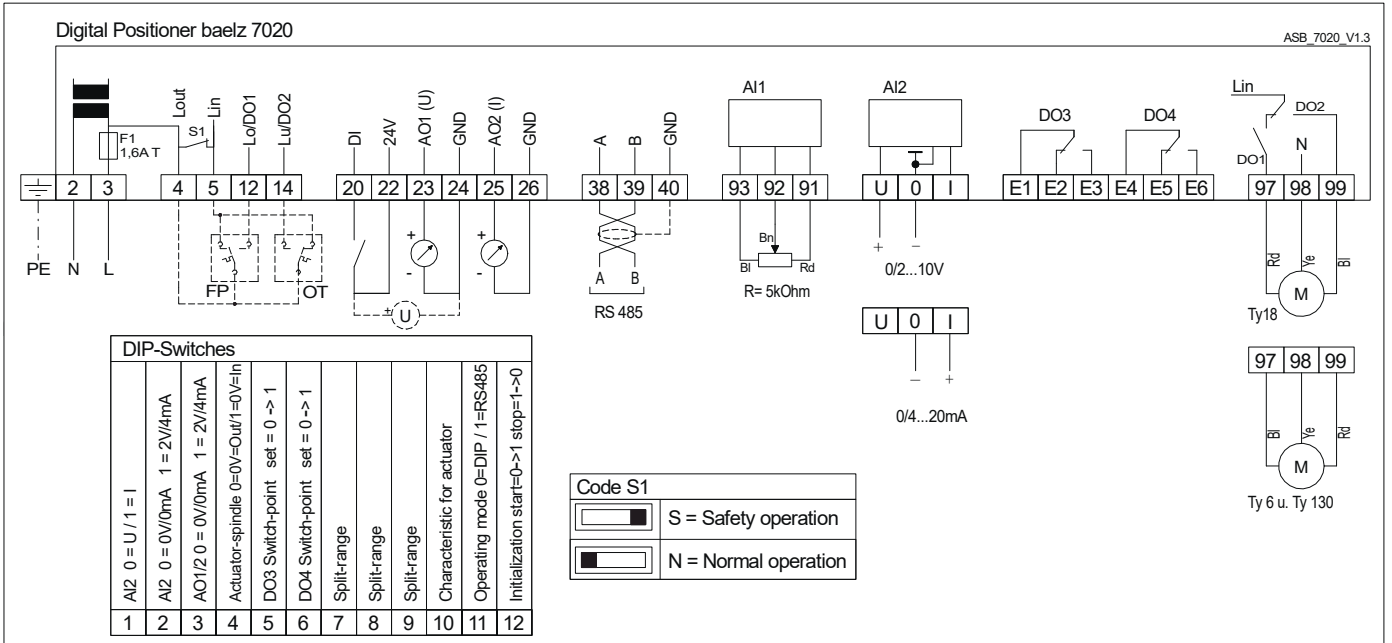 Digital Positioner baelz 7020
ASB_7020_V1.3
Lout
Lin
Lo/DO1
Lu/DO2
DI
24V
AO1 (U)
GND
AO2 (I)
GND
A
B
GND
AI1
AI2
DO3
DO4
Lin
DO2
DO1
N
F1
1,6A T
S1
2 3 4 5 12 14 20 22 23 24 25 26 38 39 40 93 92 91 U 0 I E1 E2 E3 E4 E5 E6 97 98 99
PE N L
FP OT
+
-
+
-
+
U
A B
RS 485
Bn
Bl Rd
R= 5kOhm
+ −
0/2...10V
U 0 I
− +
0/4...20mA
Rd Ye Bl
M
Ty18
97 98 99
Bl Ye Rd
M
Ty 6 u. Ty 130
DIP-Switches
AI2 0 = U / 1 = I
AI2 0 = 0V/0mA 1 = 2V/4mA
AO1/2 0 = 0V/0mA 1 = 2V/4mA
Actuator-spindle 0=0V=Out/1=0V=In
DO3 Switch-point set = 0 -> 1
DO4 Switch-point set = 0 -> 1
Split-range
Split-range
Split-range
Characteristic for actuator
Operating mode 0=DIP / 1=RS485
Initialization start=0->1 stop=1->0
1 2 3 4 5 6 7 8 9 10 11 12
Code S1
S = Safety operation
N = Normal operation